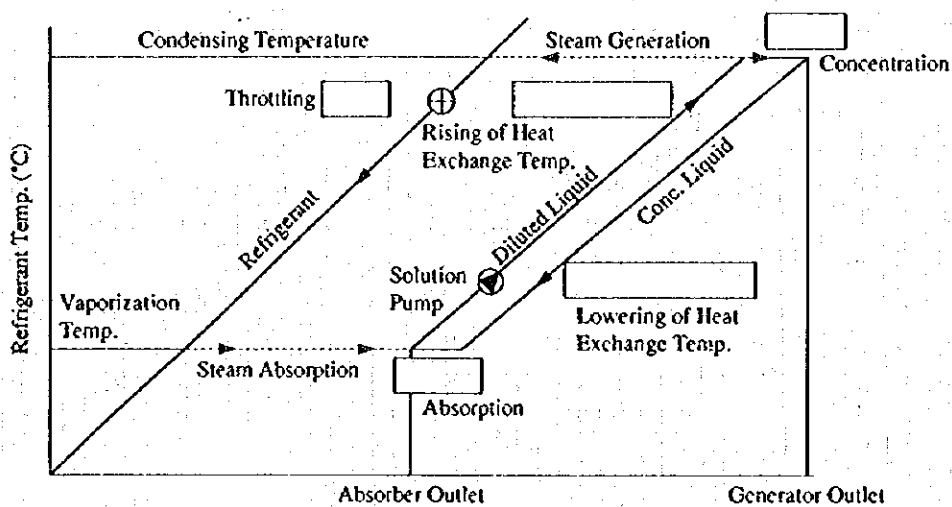 Condensing Temperature
Steam Generation
Concentration
Throttling
Rising of Heat
Exchange Temp.
Refrigerant Temp. (°C)
Refrigerant
Diluted Liquid
Conc. Liquid
Solution
Pump
Vaporization
Temp.
Lowering of Heat
Exchange Temp.
Steam Absorption
Absorption
Absorber Outlet
Generator Outlet